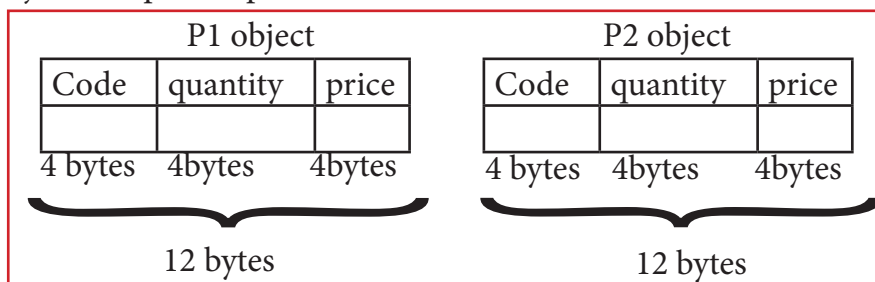 P1 object P2 object
Code quantity price Code quantity price
4 bytes 4bytes 4bytes 4 bytes 4bytes 4bytes
12 bytes 12 bytes